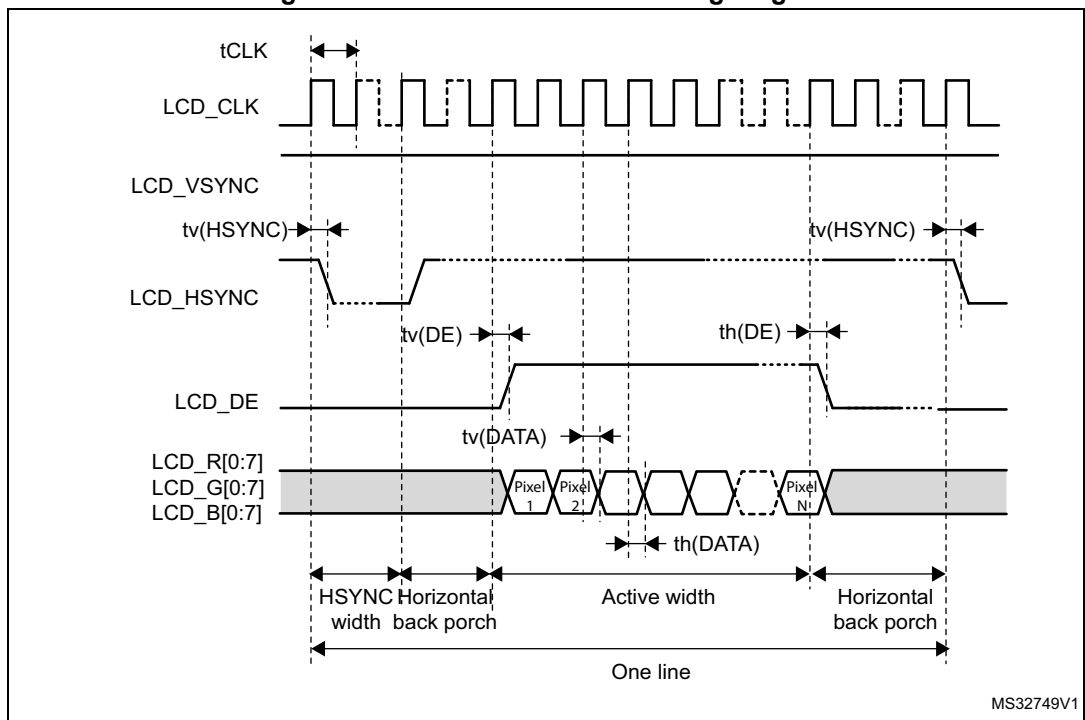 tCLK
LCD_CLK
LCD_VSYNC
tv(HSYNC)
tv(HSYNC)
LCD_HSYNC
tv(DE)
th(DE)
LCD_DE
tv(DATA)
LCD_R[0:7]
LCD_G[0:7]
LCD_B[0:7]
Pixel
1
Pixel
2
Pixel
N
th(DATA)
HSYNC
width
Horizontal
back porch
Active width
Horizontal
back porch
One line
MS32749V1